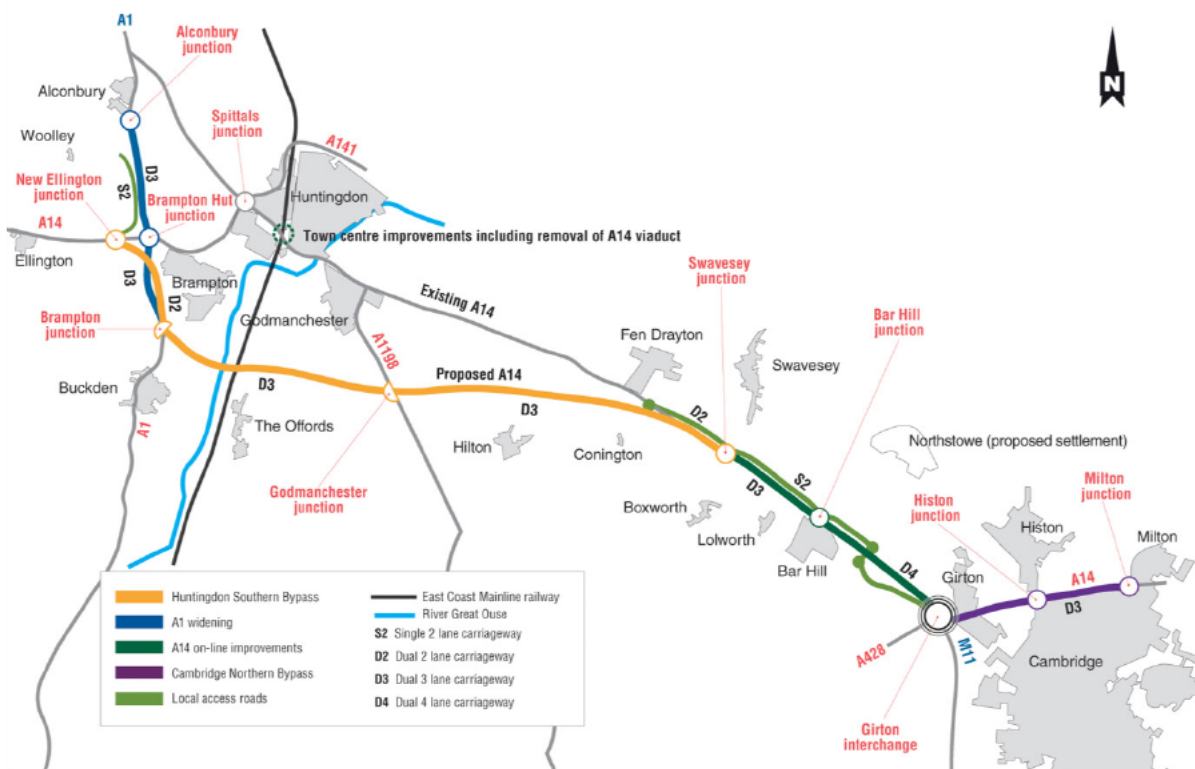 A1
Alconbury
junction
N
Alconbury
Spittals
junction
Woolley
A141
D3
S2
New Ellington
junction
Brampton Hut
junction
Huntingdon
A14
Town centre improvements including removal of A14 viaduct
Ellington
D3
Brampton
D2
Swavesey
junction
Existing A14
Bar Hill
junction
Brampton
junction
Godmanchester
Fen Drayton
Swavesey
A1198
Proposed A14
Buckden
D3
D3
D2
A1
The Offords
Hilton
Conington
Northstowe (proposed settlement)
D3
S2
Godmanchester
junction
Milton
junction
Histon
junction
Boxworth
Lolworth
Histon
Milton
Bar Hill
D4
Girton
A14
D3
A428
M11
Cambridge
Girton
interchange
Huntingdon Southern Bypass
A1 widening
A14 on-line improvements
Cambridge Northern Bypass
Local access roads
East Coast Mainline railway
River Great Ouse
S2 Single 2 lane carriageway
D2 Dual 2 lane carriageway
D3 Dual 3 lane carriageway
D4 Dual 4 lane carriageway